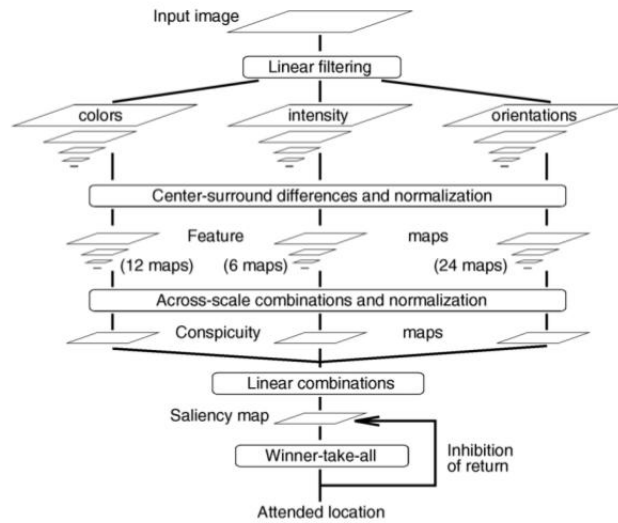 Input image
Linear filtering
colors intensity orientations
Center-surround differences and normalization
Feature maps
(12 maps) (6 maps) (24 maps)
Across-scale combinations and normalization
Conspicuity maps
Linear combinations
Saliency map
Winner-take-all
Inhibition
of return
Attended location